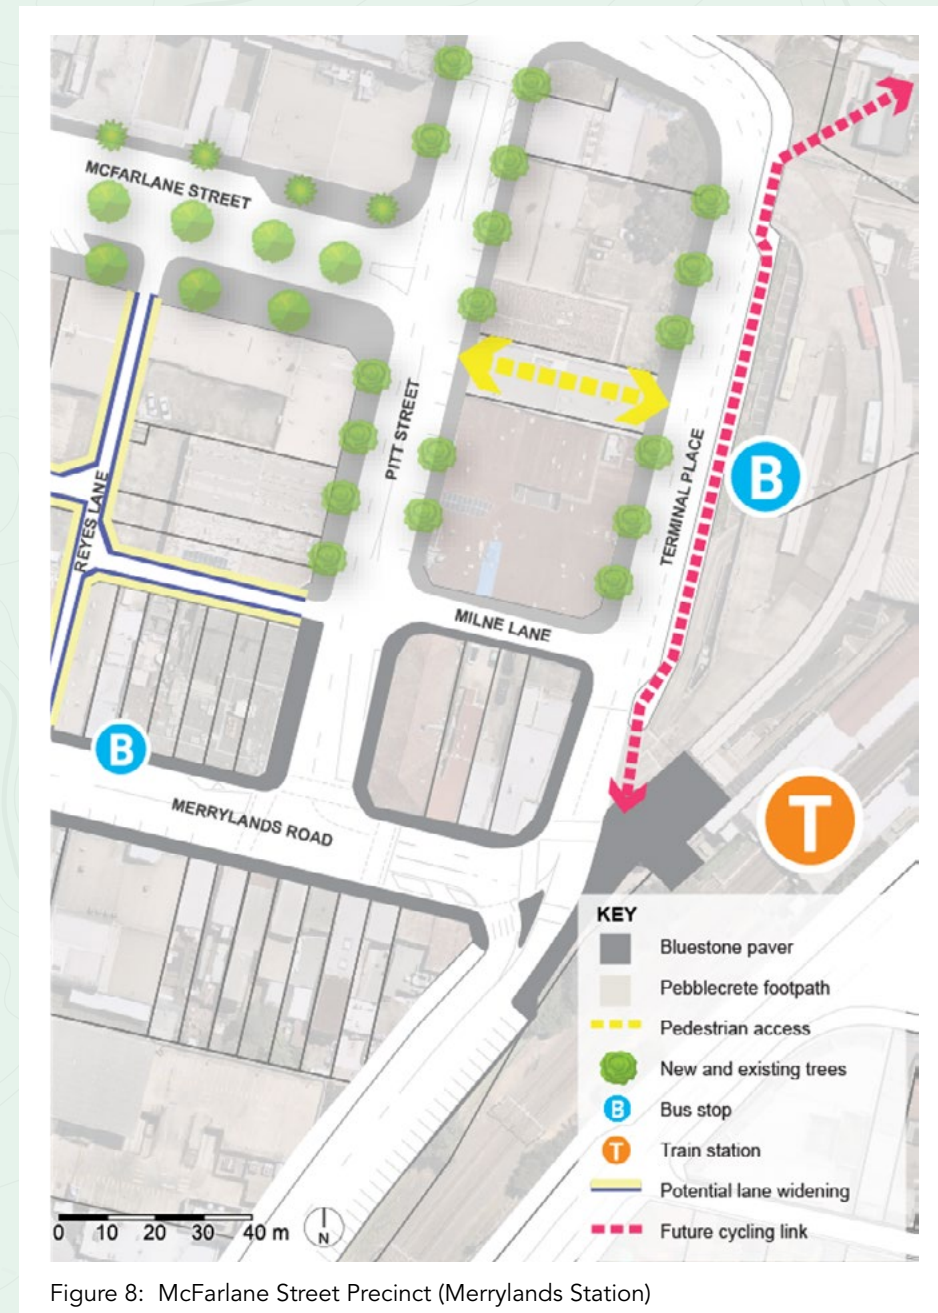 MCFARLANE STREET
PITT STREET
TERMINAL PLACE
B
REYES LANE
MILNE LANE
B
MERRYLANDS ROAD
T
KEY
Bluestone paver
Pebblecrete footpath
Pedestrian access
New and existing trees
B Bus stop
T Train station
Potential lane widening
Future cycling link
0 10 20 30 40 m
N
Figure 8: McFarlane Street Precinct (Merrylands Station)